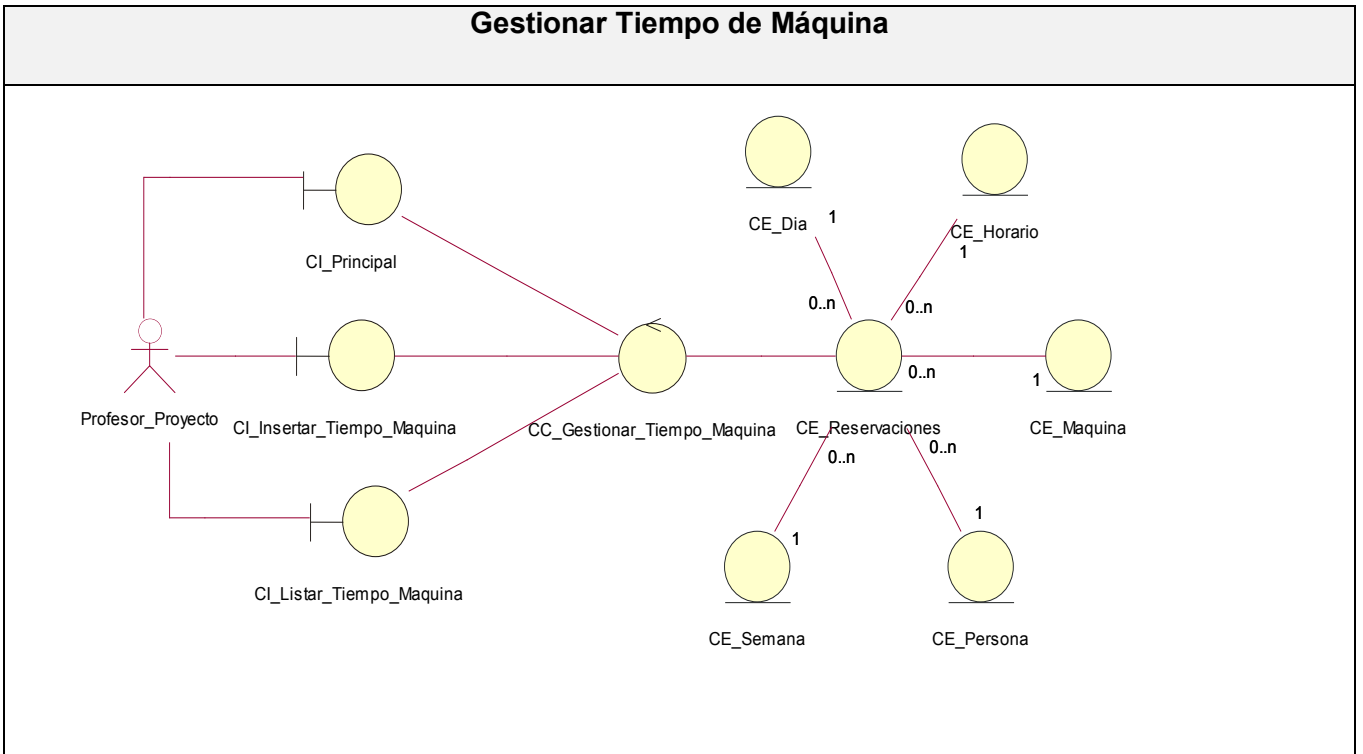 Gestionar Tiempo de Máquina
CE_Dia
1
CE_Horario
1
CI_Principal
0..n
0..n
Profesor_Proyecto
CI_Insertar_Tiempo_Maquina
CC_Gestionar_Tiempo_Maquina
CE_Reservaciones
0..n
1
CE_Maquina
0..n
0..n
1
1
CI_Listar_Tiempo_Maquina
CE_Semana
CE_Persona